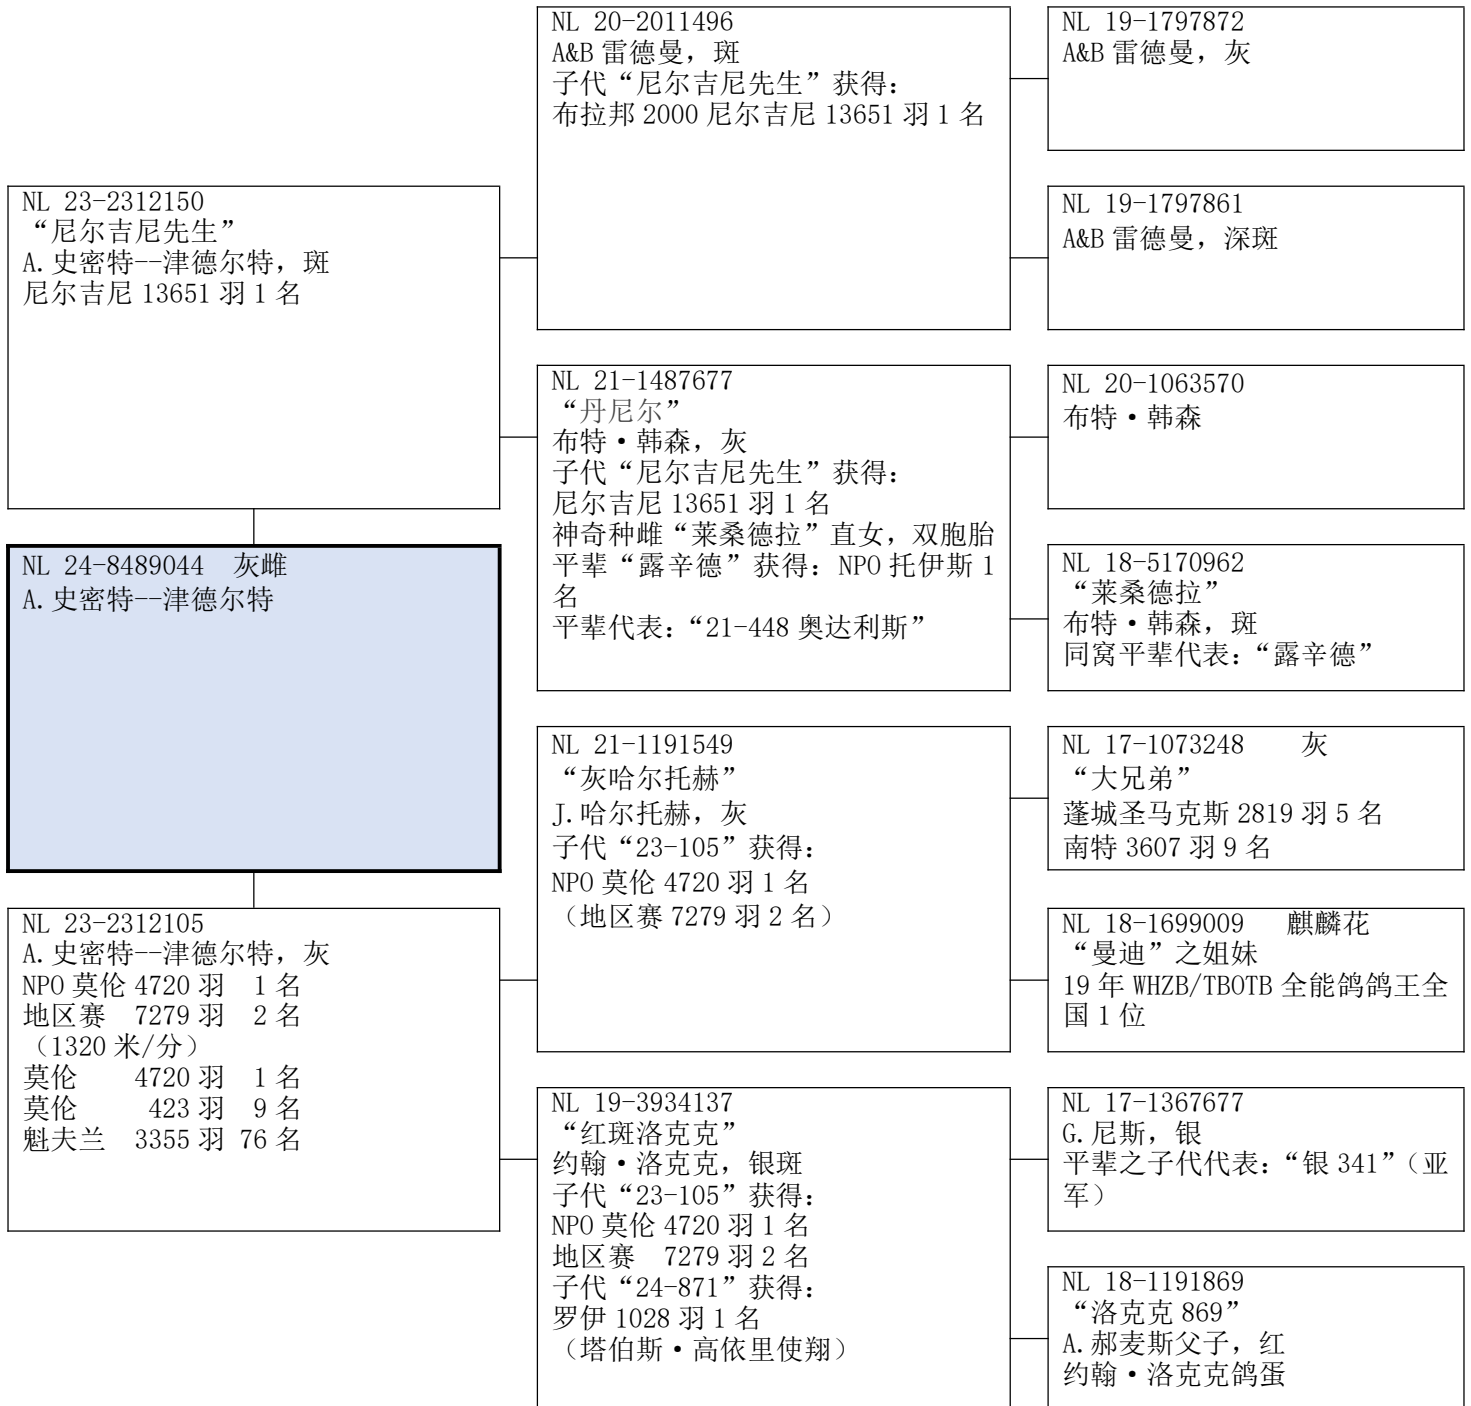 NL 20-2011496
A&B 雷德曼，斑
子代“尼尔吉尼先生”获得：
布拉邦 2000 尼尔吉尼 13651 羽 1 名
NL 19-1797872
A&B 雷德曼，灰
NL 23-2312150
“尼尔吉尼先生”
A.史密特--津德尔特，斑
尼尔吉尼 13651 羽 1 名
NL 19-1797861
A&B 雷德曼，深斑
NL 21-1487677
“丹尼尔”
布特·韩森，灰
子代“尼尔吉尼先生”获得：
尼尔吉尼 13651 羽 1 名
神奇种雌“莱桑德拉”直女，双胞胎
平辈“露辛德”获得：NPO 托伊斯 1
名
平辈代表：“21-448 奥达利斯”
NL 20-1063570
布特·韩森
NL 24-8489044 灰雌
A.史密特--津德尔特
NL 18-5170962
“莱桑德拉”
布特·韩森，斑
同窝平辈代表：“露辛德”
NL 21-1191549
“灰哈尔托赫”
J.哈尔托赫，灰
子代“23-105”获得：
NPO 莫伦 4720 羽 1 名
（地区赛 7279 羽 2 名）
NL 17-1073248 灰
“大兄弟”
蓬城圣马克斯 2819 羽 5 名
南特 3607 羽 9 名
NL 23-2312105
A.史密特--津德尔特，灰
NPO 莫伦 4720 羽 1 名
地区赛 7279 羽 2 名
（1320 米/分）
莫伦 4720 羽 1 名
莫伦 423 羽 9 名
魁夫兰 3355 羽 76 名
NL 18-1699009 麒麟花
“曼迪”之姐妹
19 年 WHZB/TBOTB 全能鸽鸽王全
国 1 位
NL 19-3934137
“红斑洛克克”
约翰·洛克克，银斑
子代“23-105”获得：
NPO 莫伦 4720 羽 1 名
地区赛 7279 羽 2 名
子代“24-871”获得：
罗伊 1028 羽 1 名
（塔伯斯·高依里使翔）
NL 17-1367677
G.尼斯，银
平辈之子代代表：“银 341”（亚
军）
NL 18-1191869
“洛克克 869”
A.郝麦斯父子，红
约翰·洛克克鸽蛋